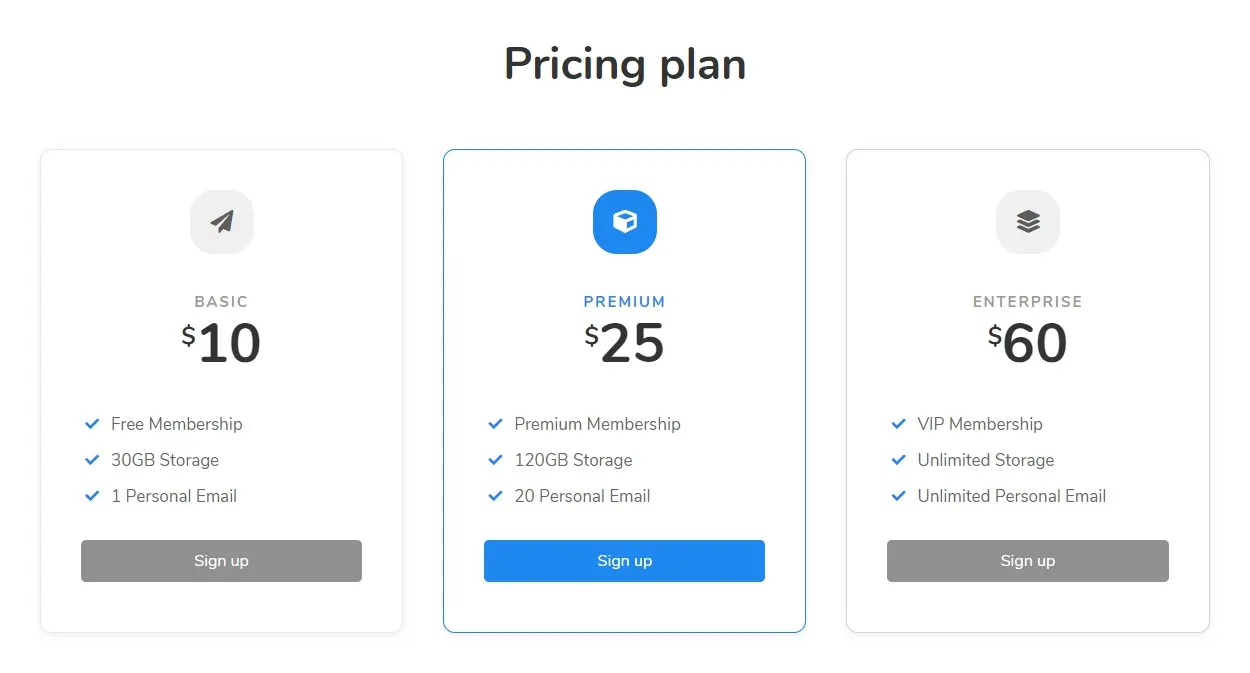 Pricing plan
BASIC
$10
Free Membership
30GB Storage
1 Personal Email
Sign up
PREMIUM
$25
Premium Membership
120GB Storage
20 Personal Email
Sign up
ENTERPRISE
$60
VIP Membership
Unlimited Storage
Unlimited Personal Email
Sign up